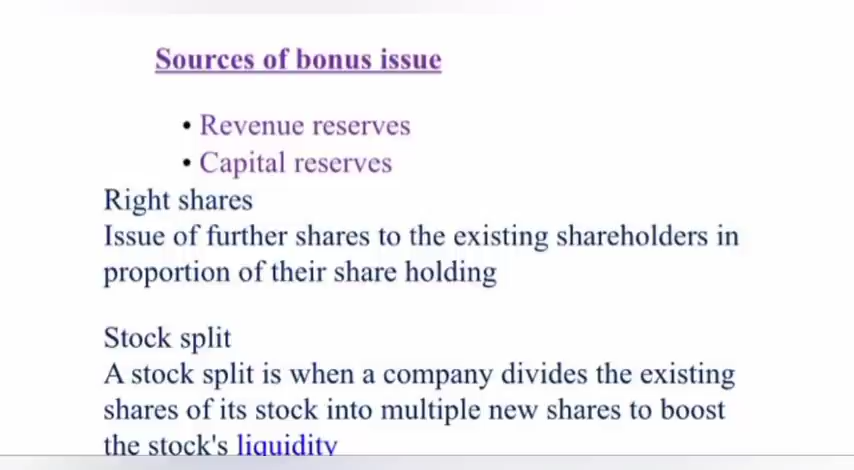 Sources of bonus issue
• Revenue reserves
• Capital reserves
Right shares
Issue of further shares to the existing shareholders in
proportion of their share holding
Stock split
A stock split is when a company divides the existing
shares of its stock into multiple new shares to boost
the stock's liquidity